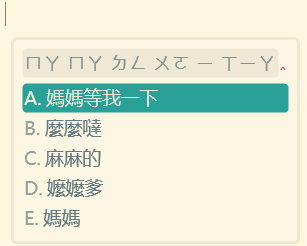 ㄇㄚ ㄇㄚ ㄉㄥ ㄨㄛ ㄧ ㄒㄧㄚ‸
A. 媽媽等我一下
B. 麼麼噠
C. 麻麻的
D. 嬤嬤爹
E. 媽媽